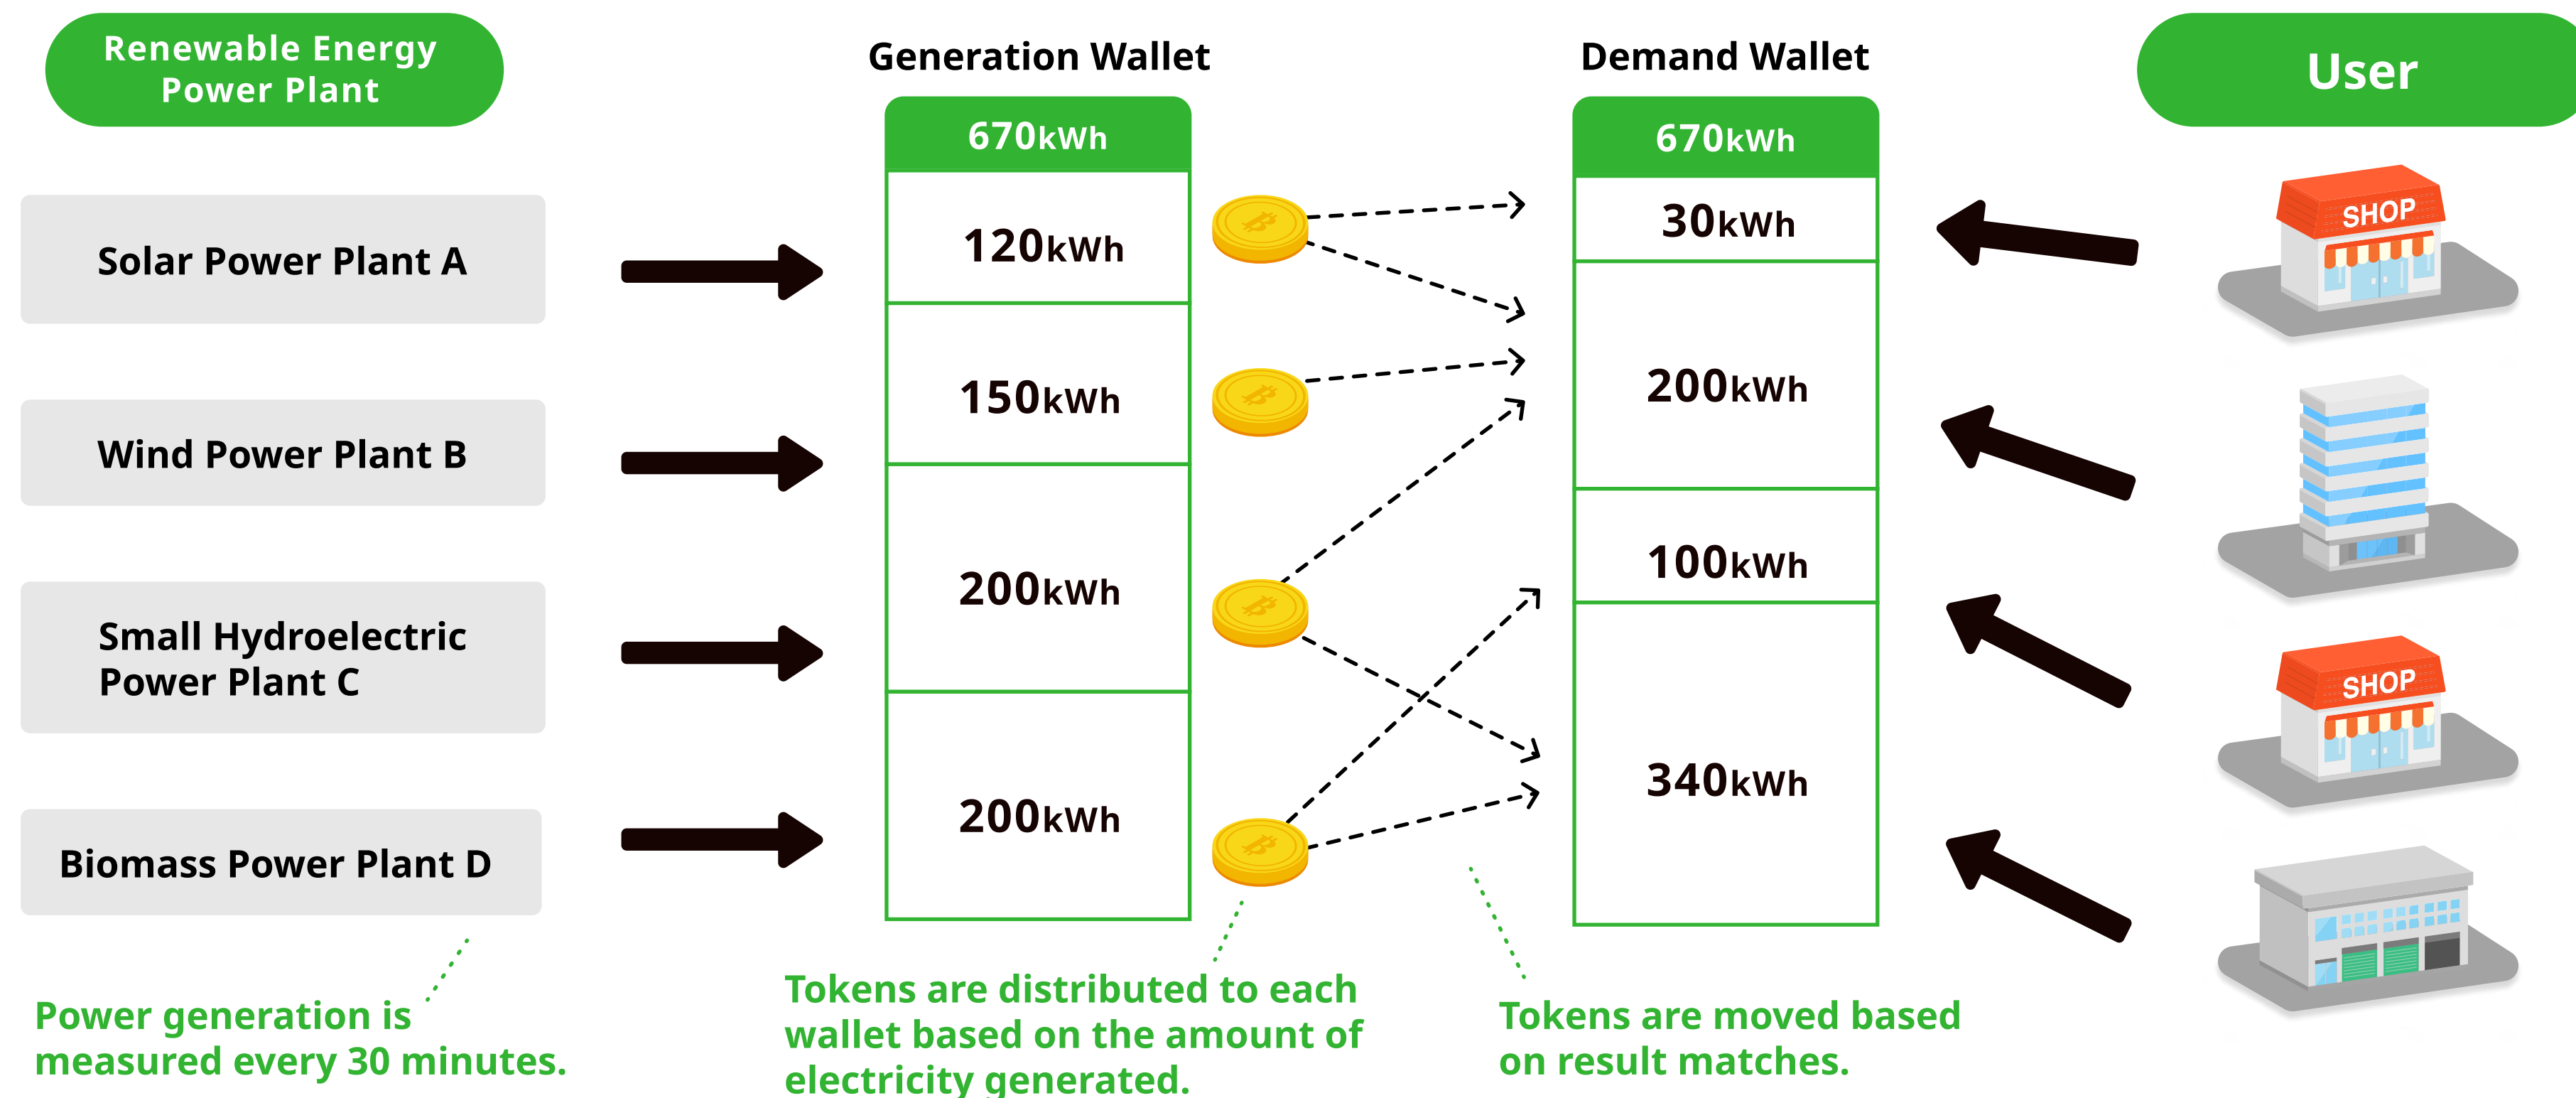 Renewable Energy
Power Plant
Generation Wallet
Demand Wallet
User
670kWh
670kWh
Solar Power Plant A
120kWh
30kWh
SHOP
Wind Power Plant B
150kWh
200kWh
Small Hydroelectric
Power Plant C
200kWh
100kWh
SHOP
Biomass Power Plant D
200kWh
340kWh
Power generation is
measured every 30 minutes.
Tokens are distributed to each
wallet based on the amount of
electricity generated.
Tokens are moved based
on result matches.